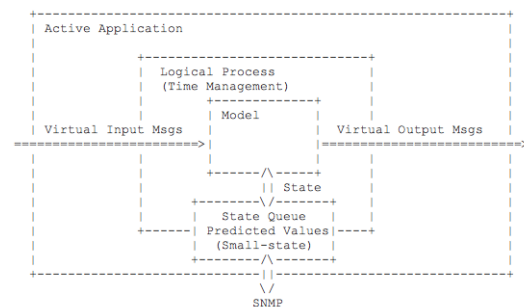 Active Application
Logical Process
(Time Management)
Model
Virtual Input Msgs
Virtual Output Msgs
State
State Queue
Predicted Values
(Small-state)
SNMP